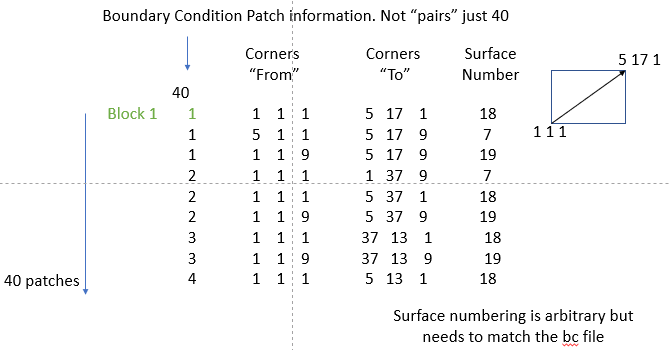 Boundary Condition Patch information. Not “pairs” just 40
Corners “From” Corners “To” Surface Number
40
Block 1 1 1 1 1 5 17 1 18
1 5 1 1 5 17 9 7
1 1 1 9 5 17 9 19
2 1 1 1 1 37 9 7
2 1 1 1 5 37 1 18
2 1 1 9 5 37 9 19
3 1 1 1 37 13 1 18
3 1 1 9 37 13 9 19
4 1 1 1 5 13 1 18
40 patches
5 17 1
1 1 1
Surface numbering is arbitrary but
needs to match the bc file